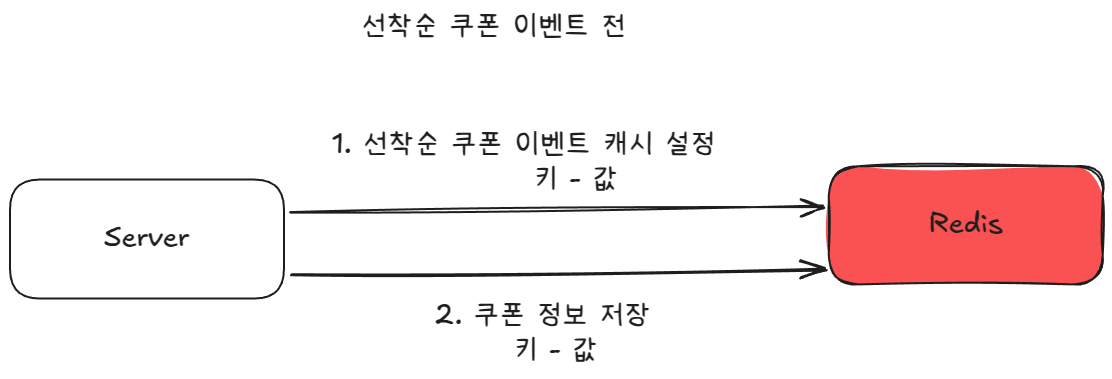 선착순 쿠폰 이벤트 전
1. 선착순 쿠폰 이벤트 캐시 설정
키 - 값
Server
Redis
2. 쿠폰 정보 저장
키 - 값